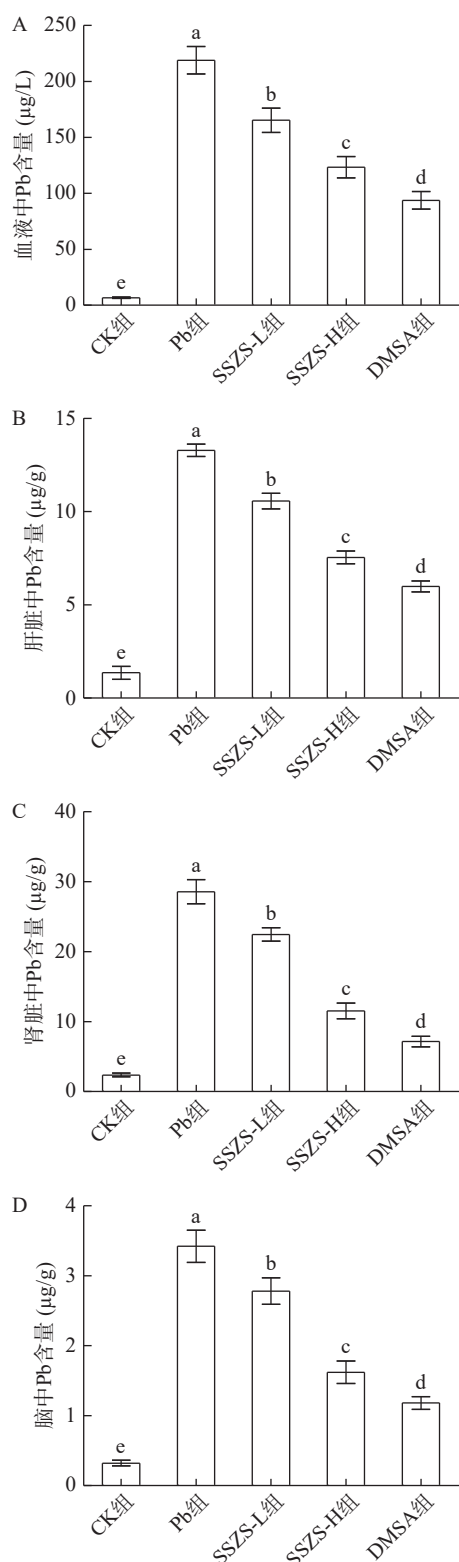 A
血液中Pb含量 (μg/L)
250
200
150
100
50
0
a
b
c
d
e
CK组
Pb组
SSZS-L组
SSZS-H组
DMSA组
B
肝脏中Pb含量 (μg/g)
15
10
5
0
a
b
c
d
e
CK组
Pb组
SSZS-L组
SSZS-H组
DMSA组
C
肾脏中Pb含量 (μg/g)
40
30
20
10
0
a
b
c
d
e
CK组
Pb组
SSZS-L组
SSZS-H组
DMSA组
D
脑中Pb含量 (μg/g)
4
3
2
1
0
a
b
c
d
e
CK组
Pb组
SSZS-L组
SSZS-H组
DMSA组